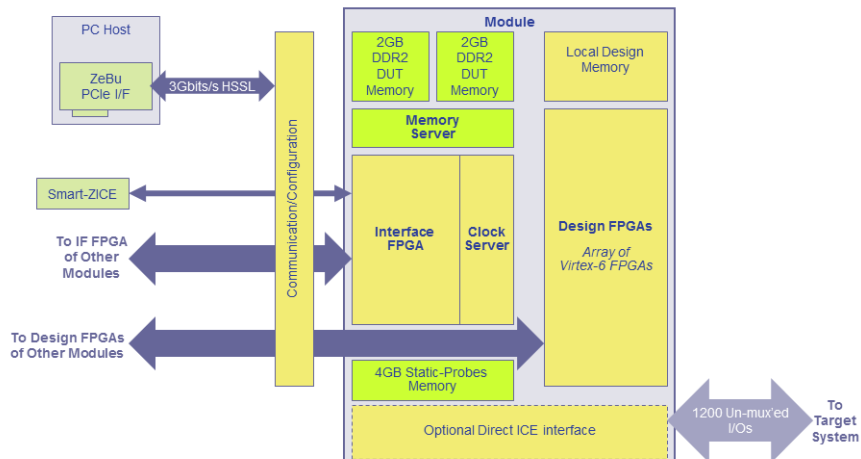 PC Host
ZeBu
PCIe I/F
3Gbits/s HSSL
Smart-ZICE
To IF FPGA
of Other
Modules
To Design FPGAs
of Other Modules
Communication/Configuration
Module
2GB
DDR2
DUT
Memory
2GB
DDR2
DUT
Memory
Local Design
Memory
Memory
Server
Interface
FPGA
Clock
Server
Design FPGAs
Array of
Virtex-6 FPGAs
4GB Static-Probes
Memory
Optional Direct ICE interface
1200 Un-mux'ed
I/Os
To
Target
System